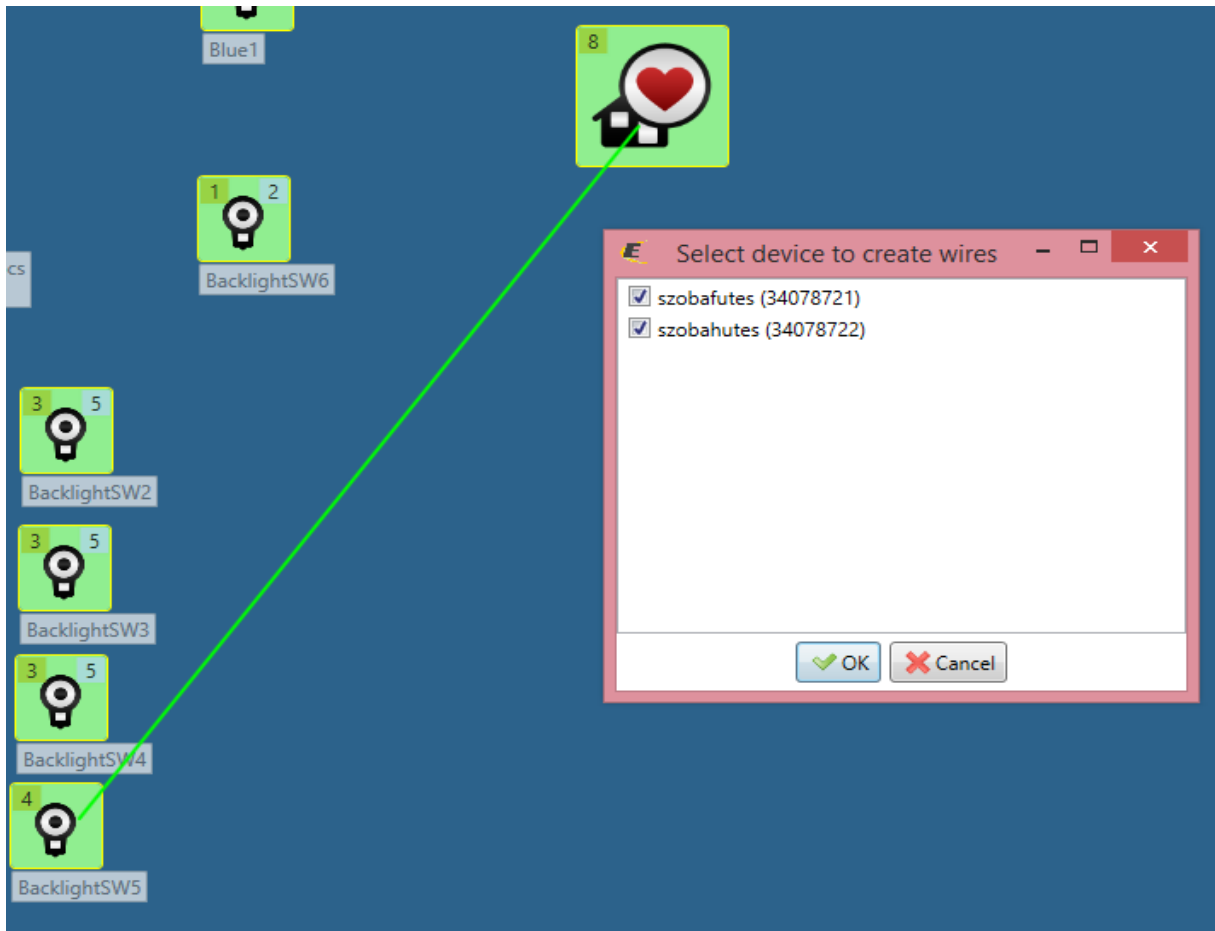 Blue1
8
1 2
BacklightSW6
cs
Select device to create wires
szobafutes (34078721)
szobahutes (34078722)
OK Cancel
3 5
BacklightSW2
3 5
BacklightSW3
3 5
BacklightSW4
4
BacklightSW5